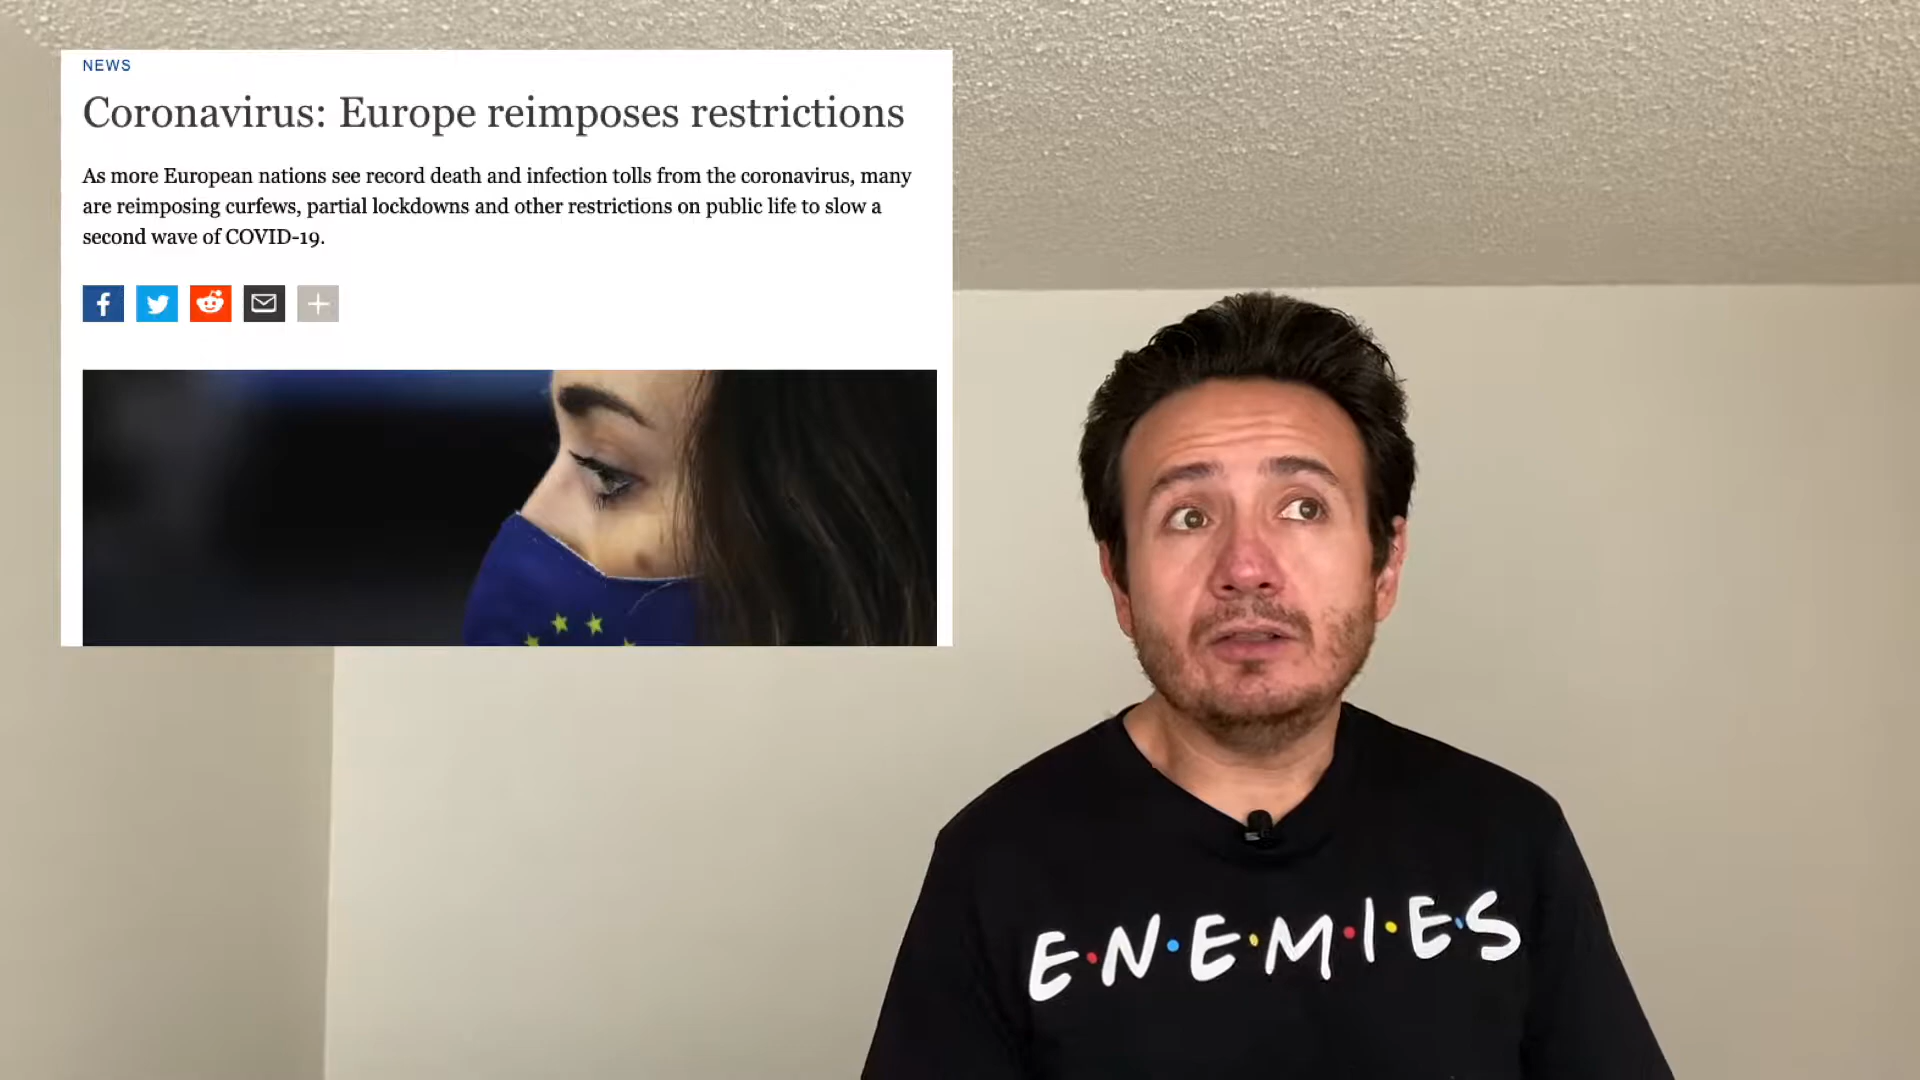 NEWS
Coronavirus: Europe reimposes restrictions
As more European nations see record death and infection tolls from the coronavirus, many
are reimposing curfews, partial lockdowns and other restrictions on public life to slow a
second wave of COVID-19.
E·N·E·M·I·E·S